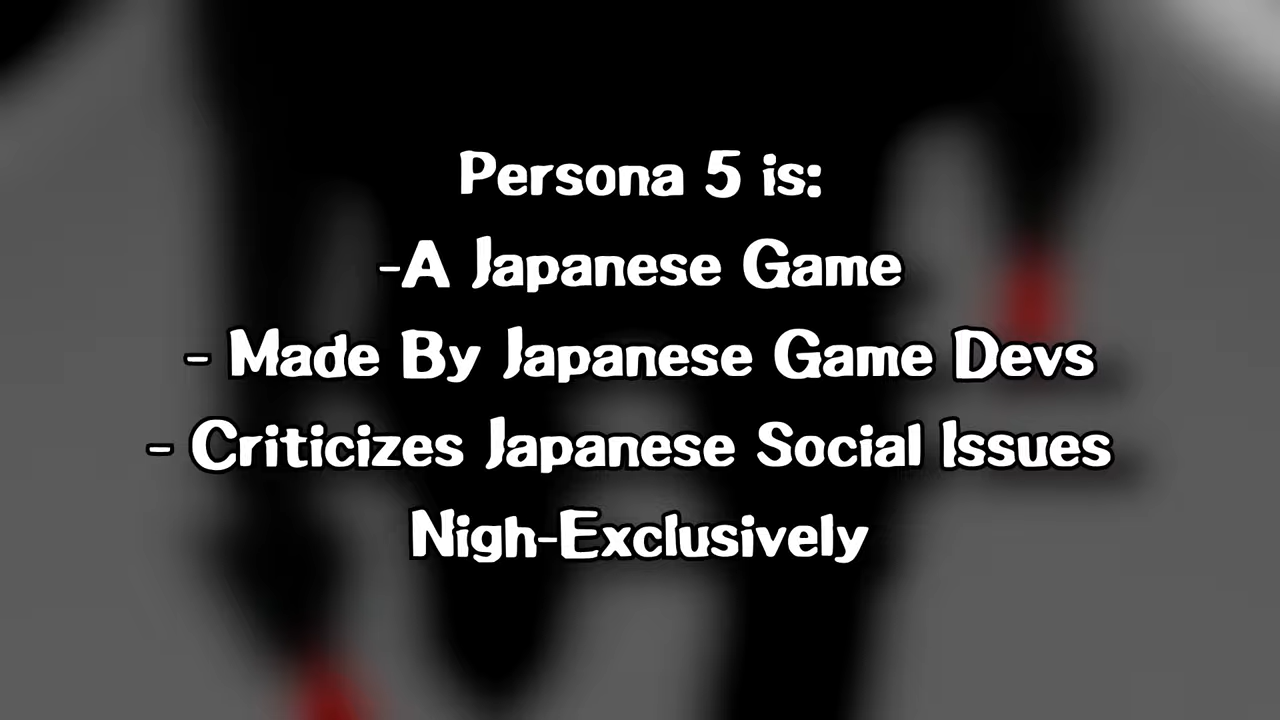 Persona 5 is:
-A Japanese Game
- Made By Japanese Game Devs
- Criticizes Japanese Social Issues
Nigh-Exclusively